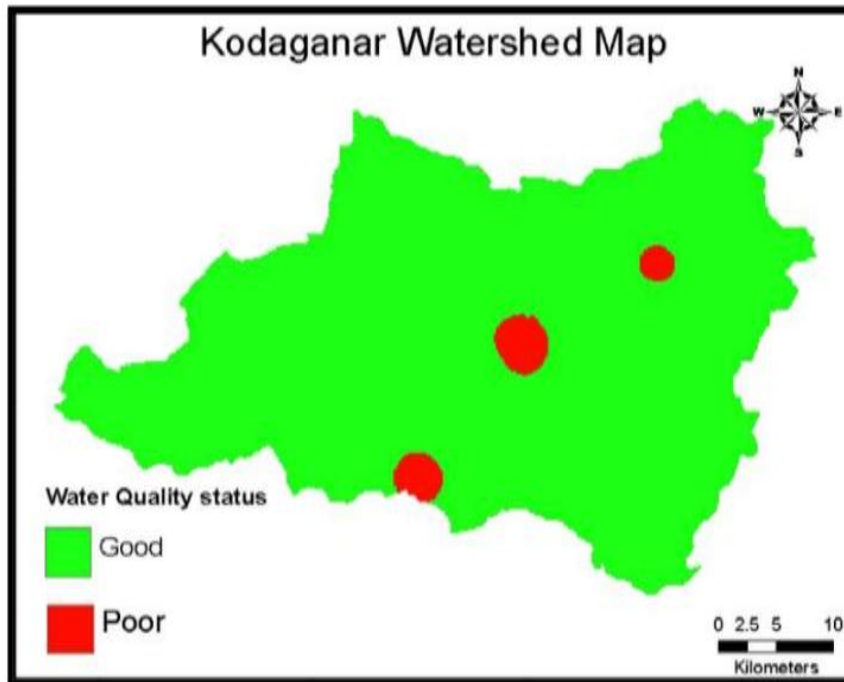 Kodaganar Watershed Map
N
W E
S
Water Quality status
Good
Poor
0 2.5 5 10
Kilometers